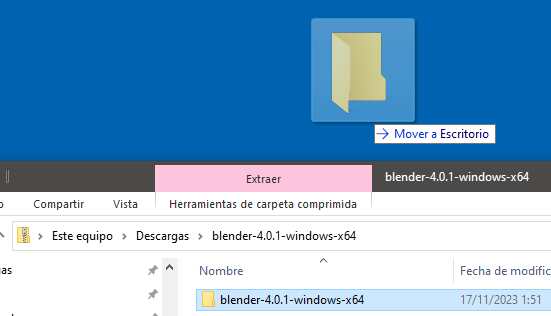 Mover a Escritorio
Extraer
blender-4.0.1-windows-x64
Compartir
Vista
Herramientas de carpeta comprimida
Este equipo
Descargas
blender-4.0.1-windows-x64
Nombre
Fecha de modific
blender-4.0.1-windows-x64
17/11/2023 1:51